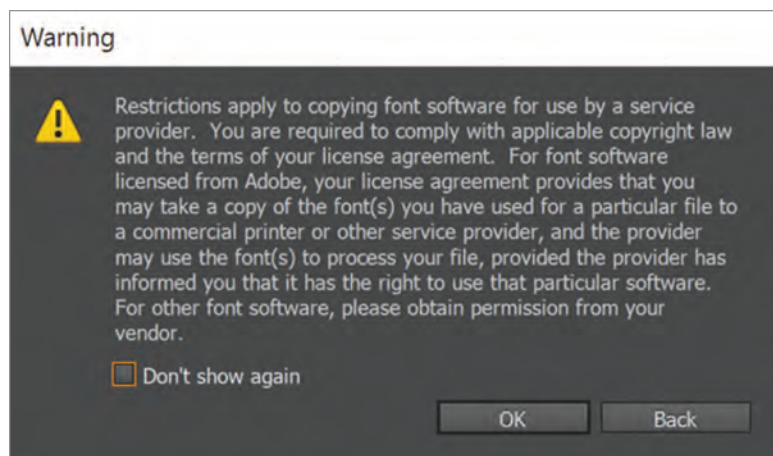 Warning
Restrictions apply to copying font software for use by a service
provider.  You are required to comply with applicable copyright law
and the terms of your license agreement.  For font software
licensed from Adobe, your license agreement provides that you
may take a copy of the font(s) you have used for a particular file to
a commercial printer or other service provider, and the provider
may use the font(s) to process your file, provided the provider has
informed you that it has the right to use that particular software.
For other font software, please obtain permission from your
vendor.
Don't show again
OK Back